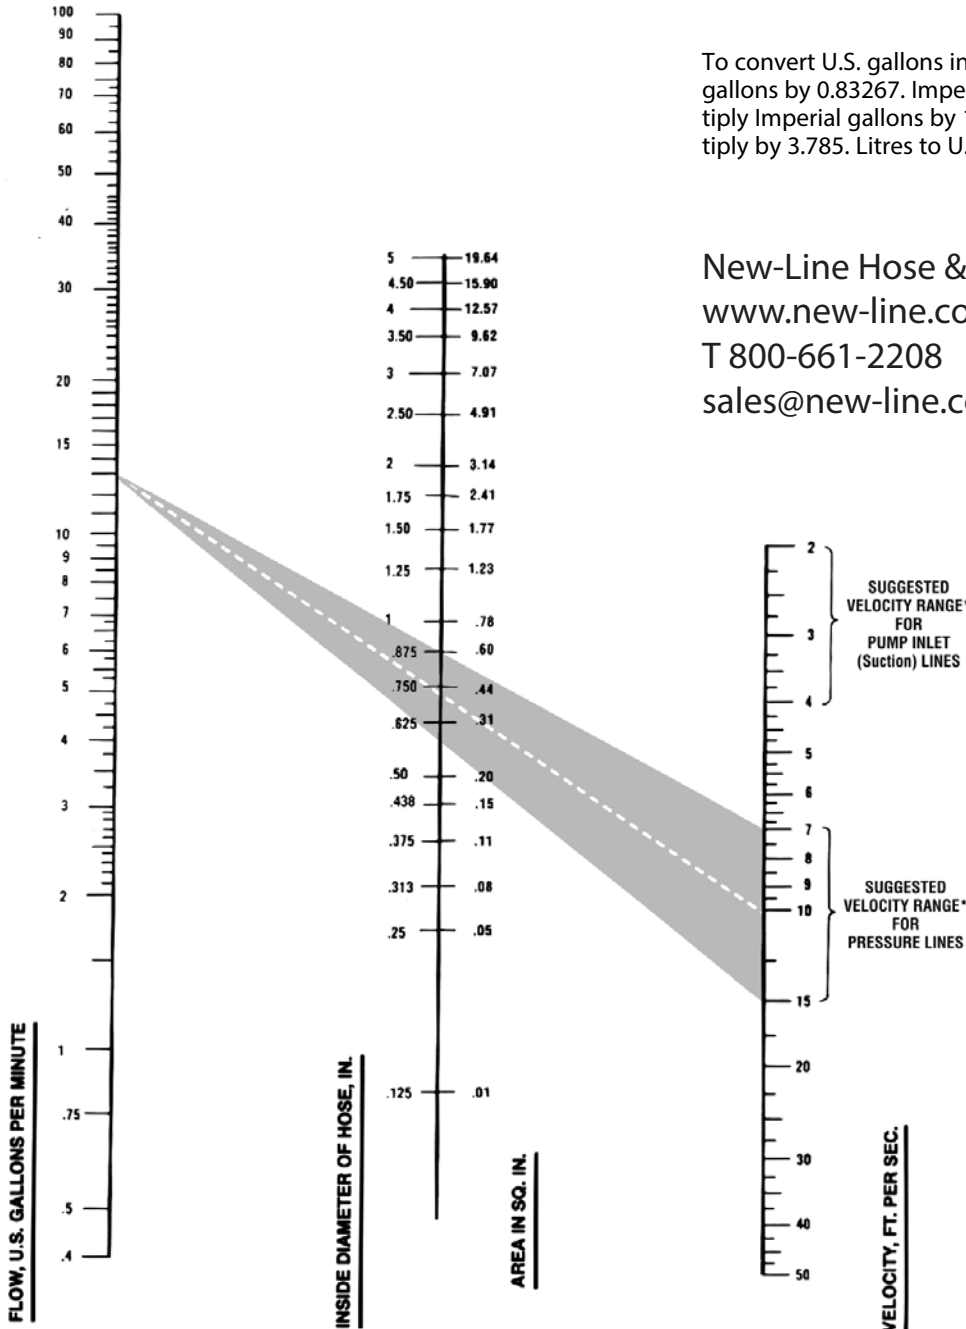 To convert U.S. gallons in
gallons by 0.83267. Impe
tiply Imperial gallons by
tiply by 3.785. Litres to U.
New-Line Hose &
www.new-line.co
T 800-661-2208
sales@new-line.c
100
90
80
70
60
50
40
30
20
15
10
9
8
7
6
5
4
3
2
1
.75
.5
.4
FLOW, U.S. GALLONS PER MINUTE
5 19.64
4.50 15.90
4 12.57
3.50 9.62
3 7.07
2.50 4.91
2 3.14
1.75 2.41
1.50 1.77
1.25 1.23
1 .78
.875 .60
.750 .44
.625 .31
.50 .20
.438 .15
.375 .11
.313 .08
.25 .05
.125 .01
INSIDE DIAMETER OF HOSE, IN.
AREA IN SQ. IN.
2
3
4
5
6
7
8
9
10
15
20
30
40
50
SUGGESTED
VELOCITY RANGE*
FOR
PUMP INLET
(Suction) LINES
SUGGESTED
VELOCITY RANGE*
FOR
PRESSURE LINES
VELOCITY, FT. PER SEC.